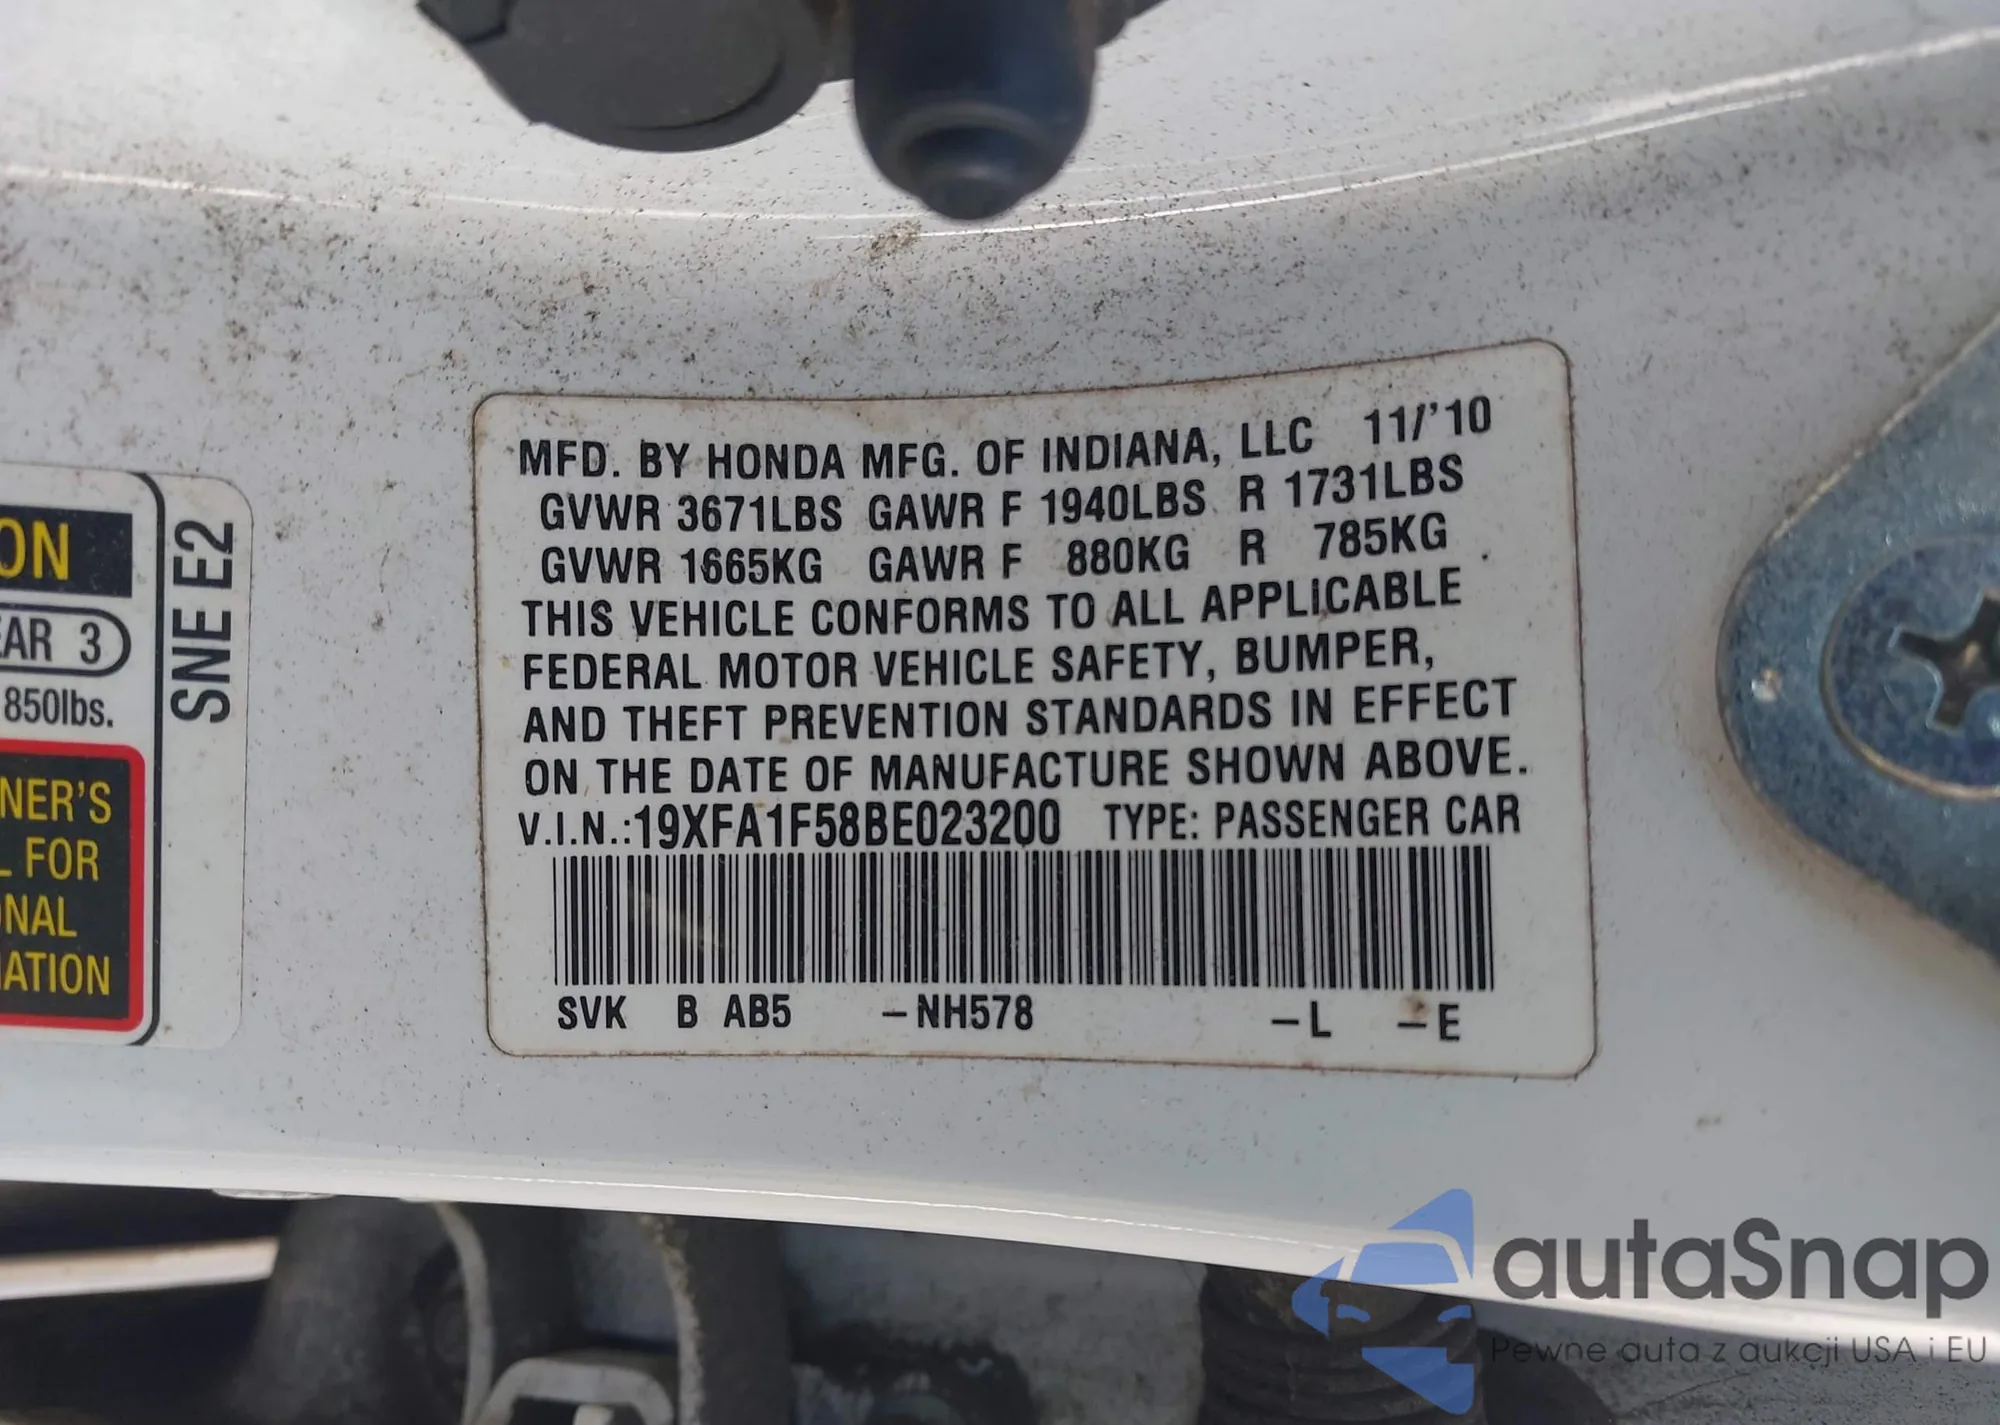 MFD. BY HONDA MFG. OF INDIANA, LLC 11/'10
GVWR 3671LBS GAWR F 1940LBS R 1731LBS
GVWR 1665KG GAWR F 880KG R 785KG
THIS VEHICLE CONFORMS TO ALL APPLICABLE
FEDERAL MOTOR VEHICLE SAFETY, BUMPER,
AND THEFT PREVENTION STANDARDS IN EFFECT
ON THE DATE OF MANUFACTURE SHOWN ABOVE.
V.I.N.:19XFA1F58BE023200 TYPE: PASSENGER CAR
SVK B AB5 -NH578 -L -E
ON
EAR 3
850lbs.
NER'S
L FOR
ONAL
MATION
SNE E2
autaSnap
Pewne auta z aukcji USA i EU